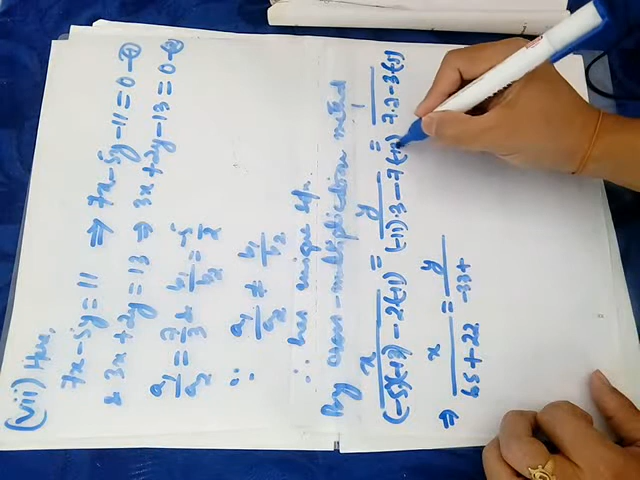 (vii) Here,
7x - 5y = 11 ⇒ 7x - 5y - 11 = 0 -①
& 3x + 2y = 13 ⇒ 3x + 2y - 13 = 0 -②
a₁/a₂ = 7/3 & b₁/b₂ = -5/2
∵ a₁/a₂ ≠ b₁/b₂
∴ has unique
By cross-multiplication method
x/((-5)(-13) - 2(-11)) = y/((-11)·3 - 7(-13)) = 1/(7·2 - 3(-5))
⇒ x/(65 + 22) = y/(-33 +